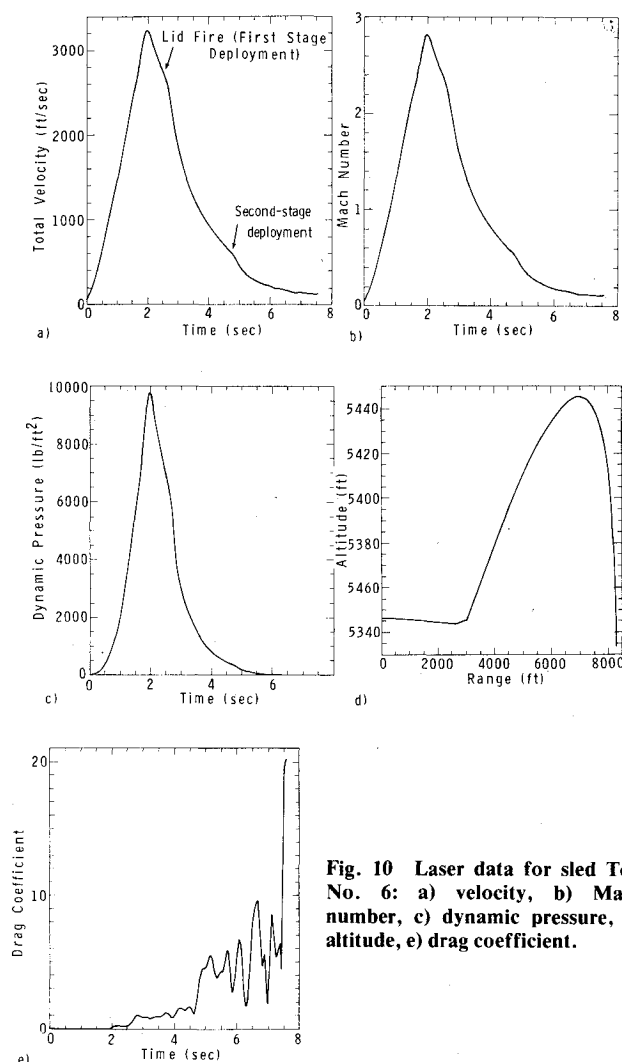 3000
2000
1000
0
Total Velocity (ft/sec)
Lid Fire (First Stage
Deployment)
Second-stage
deployment
0 2 4 6 8
Time (sec)
a)
3
2
1
0
Mach Number
0 2 4 6 8
Time (sec)
b)
10000
8000
6000
4000
2000
0
Dynamic Pressure (lb/ft²)
0 2 4 6
Time (sec)
c)
5440
5420
5400
5380
5360
5340
Altitude (ft)
0 2000 4000 6000 8000
Range (ft)
d)
20
10
0
Drag Coefficient
0 2 4 6 8
Time (sec)
e)
Fig. 10 Laser data for sled
No. 6: a) velocity, b)
number, c) dynamic pressure,
altitude, e) drag coefficient.